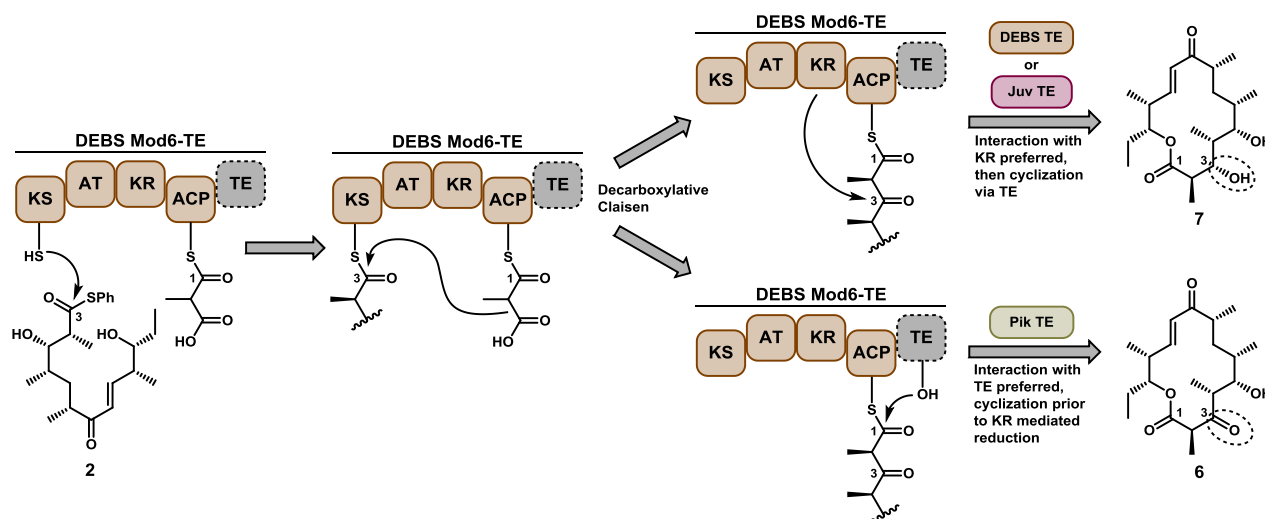 DEBS Mod6-TE
KS
AT
KR
ACP
TE
HS
S
O
SPh
3
HO
HO
O
2
1
O
O
HO
DEBS Mod6-TE
KS
AT
KR
ACP
TE
S
3
O
S
1
O
O
HO
Decarboxylative
Claisen
DEBS Mod6-TE
KS
AT
KR
ACP
TE
S
1
O
3
O
DEBS TE
or
Juv TE
Interaction with
KR preferred,
then cyclization
via TE
O
O
O
1
3
OH
OH
7
DEBS Mod6-TE
KS
AT
KR
ACP
TE
OH
S
1
O
3
O
Pik TE
Interaction with
TE preferred,
cyclization prior
to KR mediated
reduction
O
O
O
1
3
OH
O
6